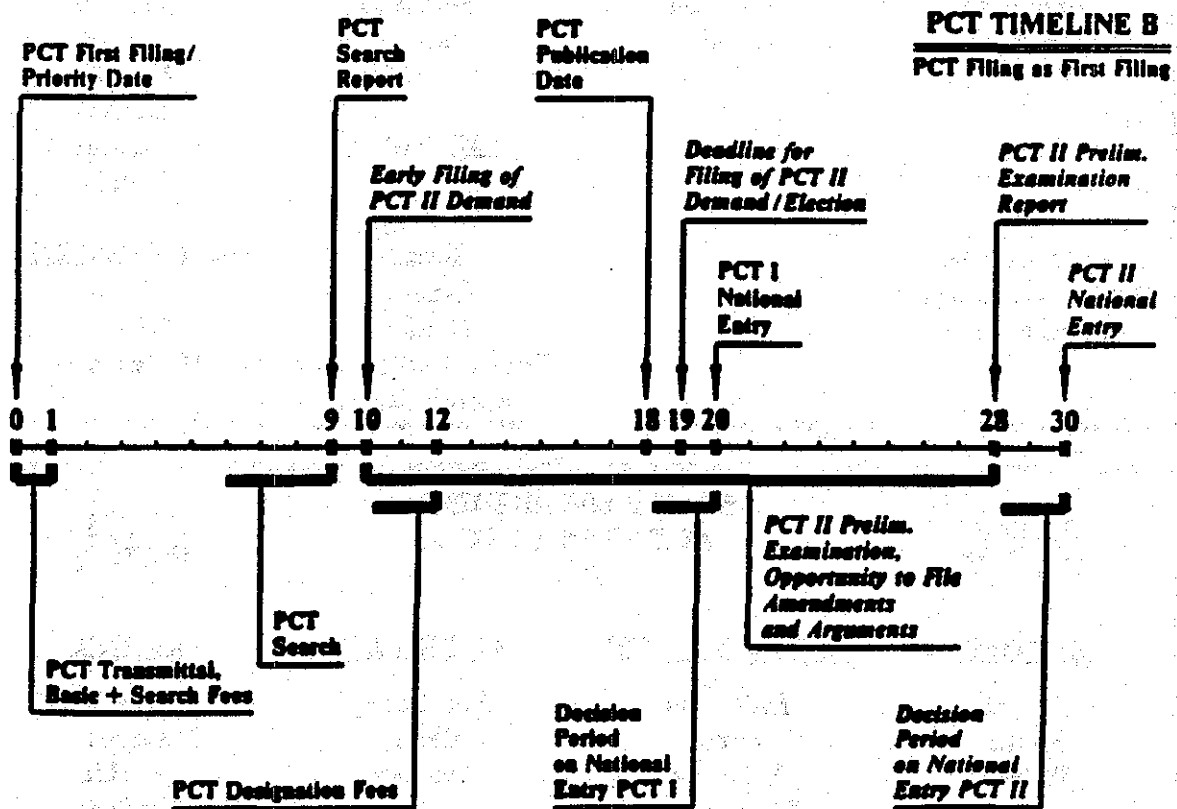 PCT TIMELINE B
PCT Filing as First Filing
PCT First Filing/
Priority Date
PCT
Search
Report
PCT
Publication
Date
Early Filing of
PCT II Demand
Deadline for
Filing of PCT II
Demand/Election
PCT II Prelim.
Examination
Report
PCT I
National
Entry
PCT II
National
Entry
0 1 9 10 12 18 19 20 28 30
PCT Transmittal,
Basic + Search Fees
PCT
Search
PCT Designation Fees
Decision
Period
on National
Entry PCT I
PCT II Prelim.
Examination,
Opportunity to File
Amendments
and Arguments
Decision
Period
on National
Entry PCT II